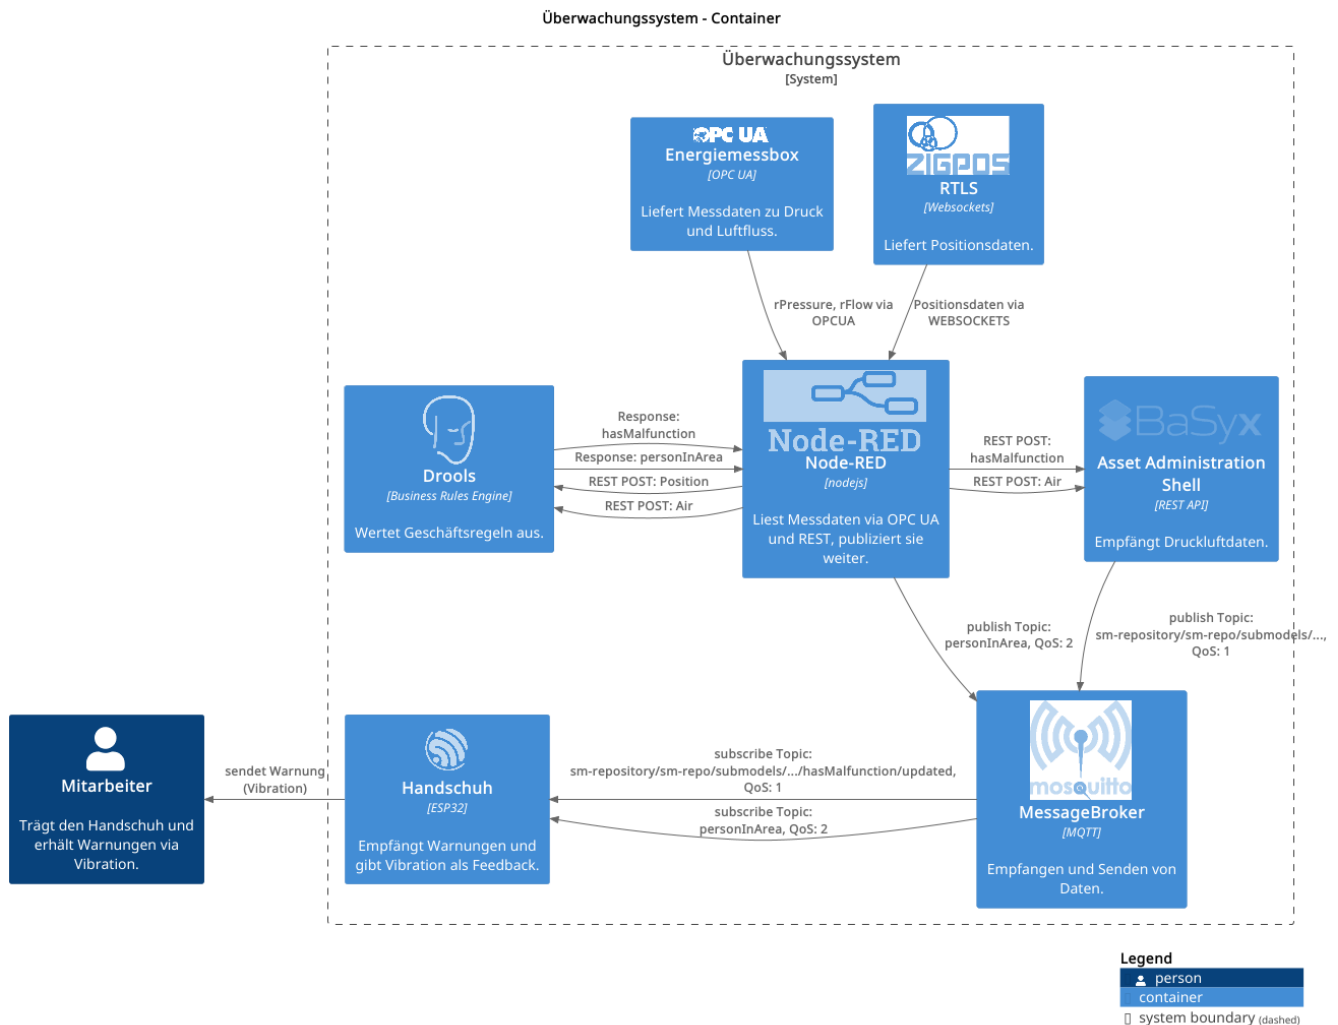 Überwachungssystem - Container
Überwachungssystem
[System]
OPC UA
Energiemessbox
[OPC UA]
Liefert Messdaten zu Druck
und Luftfluss.
ZIGPOS
RTLS
[Websockets]
Liefert Positionsdaten.
rPressure, rFlow via
OPCUA
Positionsdaten via
WEBSOCKETS
Drools
[Business Rules Engine]
Wertet Geschäftsregeln aus.
Response:
hasMalfunction
Response: personInArea
REST POST: Position
REST POST: Air
Node-RED
Node-RED
[nodejs]
Liest Messdaten via OPC UA
und REST, publiziert sie
weiter.
REST POST:
hasMalfunction
REST POST: Air
BaSyx
Asset Administration
Shell
[REST API]
Empfängt Druckluftdaten.
publish Topic:
personInArea, QoS: 2
publish Topic:
sm-repository/sm-repo/submodels/...,
QoS: 1
Mitarbeiter
Trägt den Handschuh und
erhält Warnungen via
Vibration.
sendet Warnung
(Vibration)
Handschuh
[ESP32]
Empfängt Warnungen und
gibt Vibration als Feedback.
subscribe Topic:
sm-repository/sm-repo/submodels/.../hasMalfunction/updated,
QoS: 1
subscribe Topic:
personInArea, QoS: 2
mosquitto
MessageBroker
[MQTT]
Empfangen und Senden von
Daten.
Legend
person
container
system boundary (dashed)